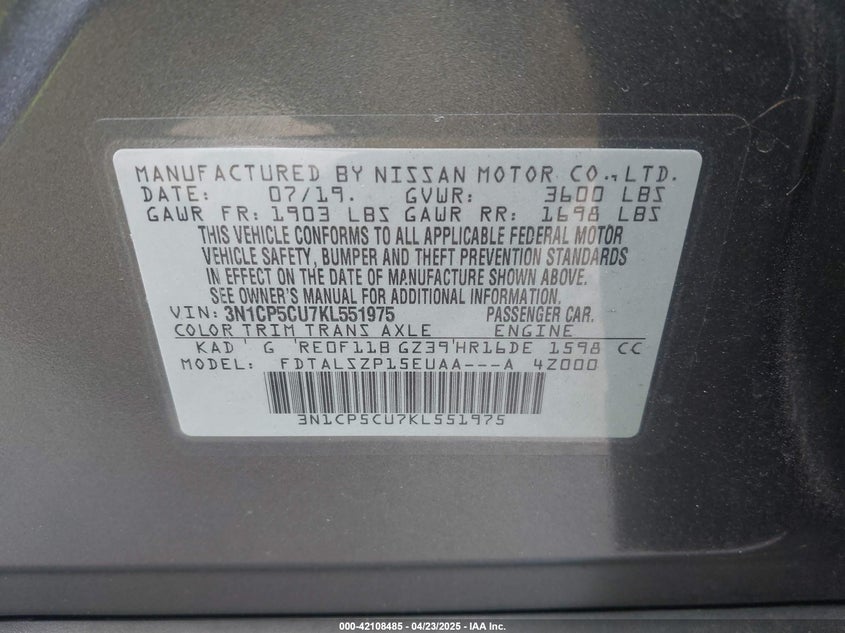 MANUFACTURED BY NISSAN MOTOR CO., LTD.
DATE: 07/19. GVWR: 3600 LBS
GAWR FR: 1903 LBS GAWR RR: 1698 LBS
THIS VEHICLE CONFORMS TO ALL APPLICABLE FEDERAL MOTOR
VEHICLE SAFETY, BUMPER AND THEFT PREVENTION STANDARDS
IN EFFECT ON THE DATE OF MANUFACTURE SHOWN ABOVE.
SEE OWNER'S MANUAL FOR ADDITIONAL INFORMATION.
VIN: 3N1CP5CU7KL551975 PASSENGER CAR.
COLOR TRIM TRANS AXLE ENGINE
KAD G RE0F11B GZ39 HR16DE 1598 CC
MODEL: FDTALSZP15EUAA---A 4Z000
3N1CP5CU7KL551975
000-42108485 - 04/23/2025 - IAA Inc.